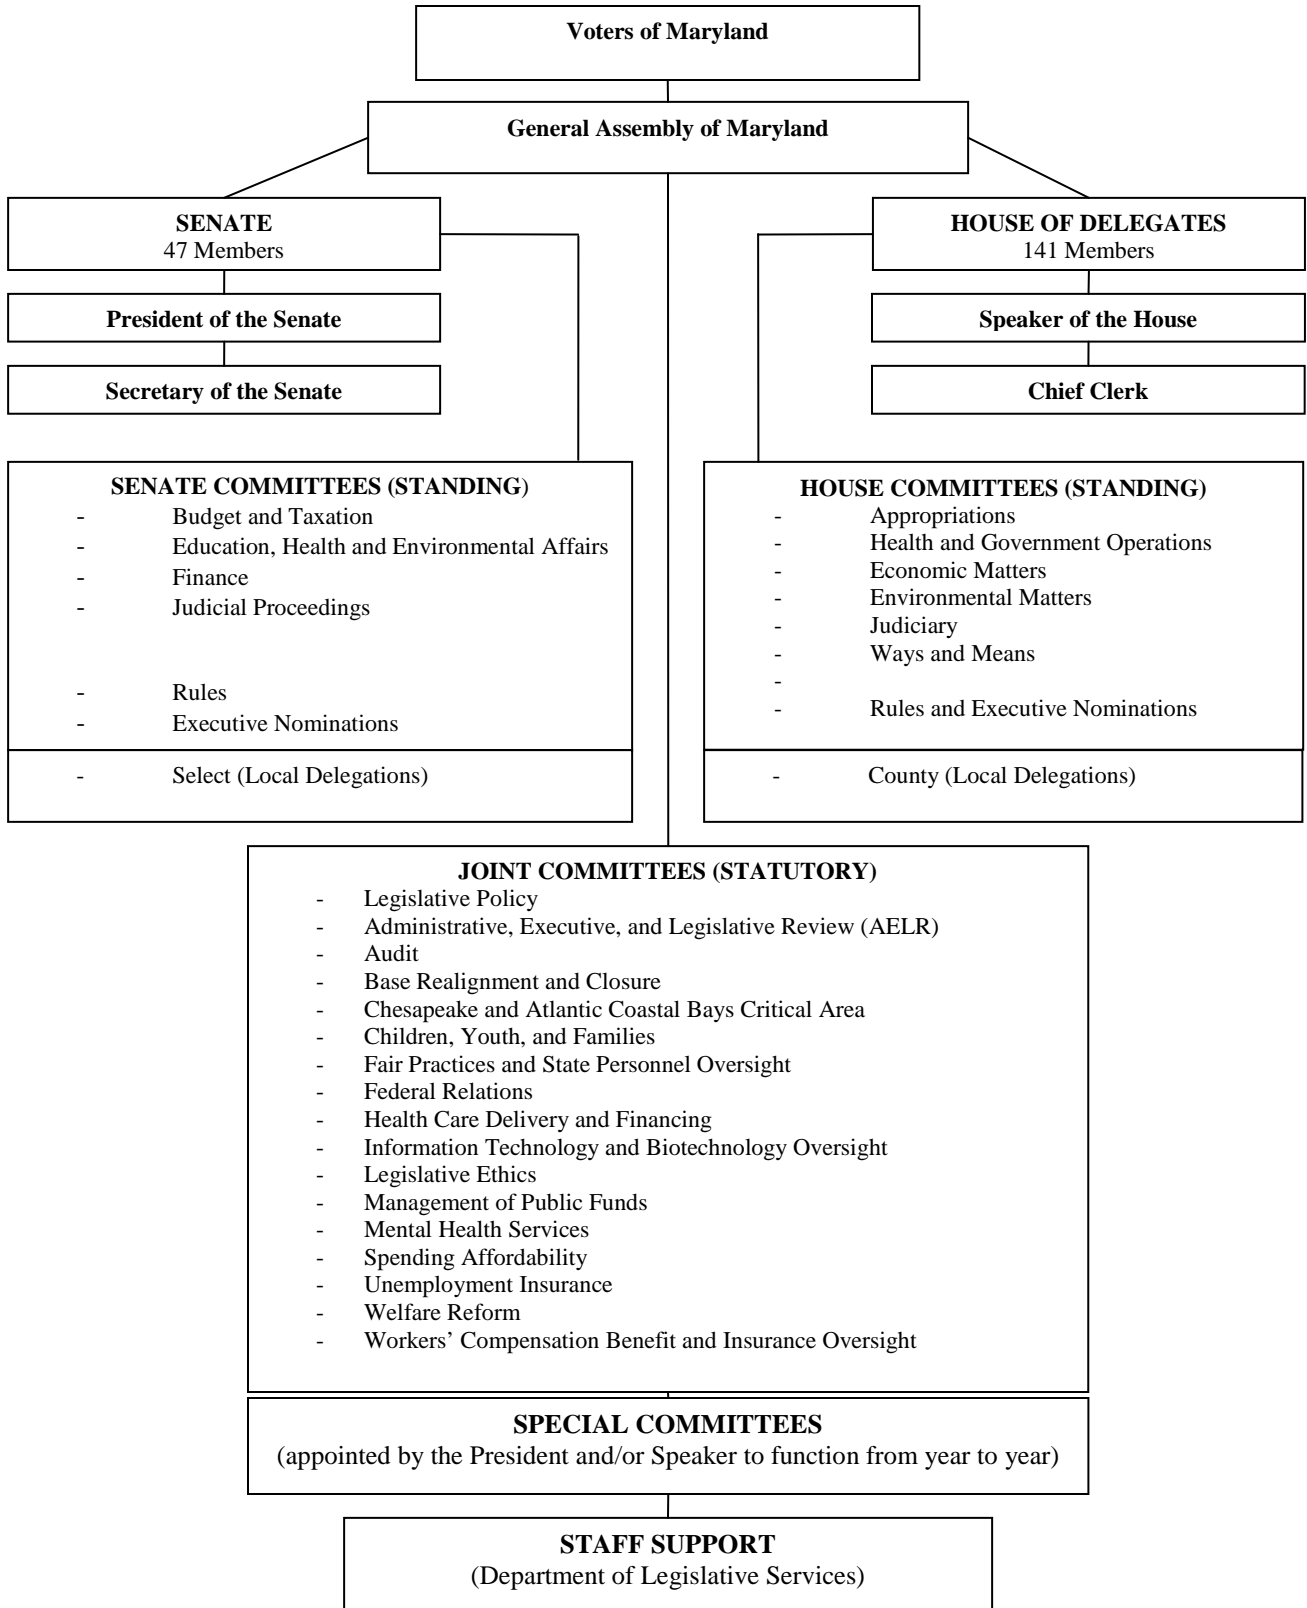 Voters of Maryland
General Assembly of Maryland
SENATE
47 Members
President of the Senate
Secretary of the Senate
HOUSE OF DELEGATES
141 Members
Speaker of the House
Chief Clerk
SENATE COMMITTEES (STANDING)
- Budget and Taxation
- Education, Health and Environmental Affairs
- Finance
- Judicial Proceedings
- Rules
- Executive Nominations
- Select (Local Delegations)
HOUSE COMMITTEES (STANDING)
- Appropriations
- Health and Government Operations
- Economic Matters
- Environmental Matters
- Judiciary
- Ways and Means
-
- Rules and Executive Nominations
- County (Local Delegations)
JOINT COMMITTEES (STATUTORY)
- Legislative Policy
- Administrative, Executive, and Legislative Review (AELR)
- Audit
- Base Realignment and Closure
- Chesapeake and Atlantic Coastal Bays Critical Area
- Children, Youth, and Families
- Fair Practices and State Personnel Oversight
- Federal Relations
- Health Care Delivery and Financing
- Information Technology and Biotechnology Oversight
- Legislative Ethics
- Management of Public Funds
- Mental Health Services
- Spending Affordability
- Unemployment Insurance
- Welfare Reform
- Workers’ Compensation Benefit and Insurance Oversight
SPECIAL COMMITTEES
(appointed by the President and/or Speaker to function from year to year)
STAFF SUPPORT
(Department of Legislative Services)